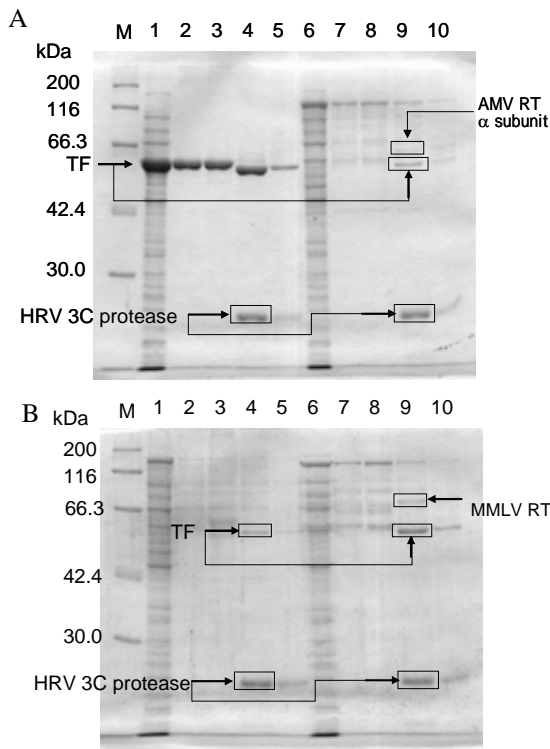 A
kDa M 1 2 3 4 5 6 7 8 9 10
200
116
66.3
TF
42.4
30.0
HRV 3C protease
AMV RT
α subunit
B kDa M 1 2 3 4 5 6 7 8 9 10
200
116
66.3
TF
42.4
30.0
HRV 3C protease
MMLV RT